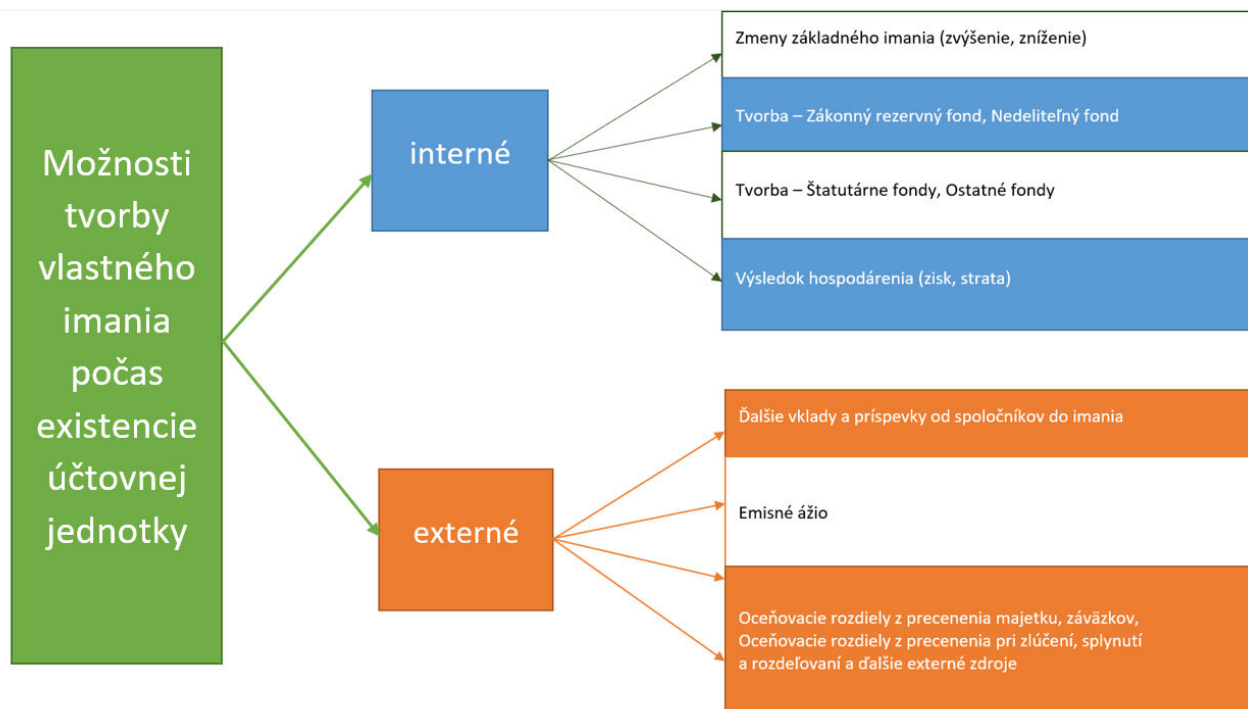 Možnosti
tvorby
vlastného
imania
počas
existencie
účtovnej
jednotky
interné
Zmeny základného imania (zvýšenie, zníženie)
Tvorba – Zákonný rezervný fond, Nedeliteľný fond
Tvorba – Štatutárne fondy, Ostatné fondy
Výsledok hospodárenia (zisk, strata)
externé
Ďalšie vklady a príspevky od spoločníkov do imania
Emisné ážio
Oceňovacie rozdiely z precenenia majetku, záväzkov,
Oceňovacie rozdiely z precenenia pri zlúčení, splynutí
a rozdeľovaní a ďalšie externé zdroje